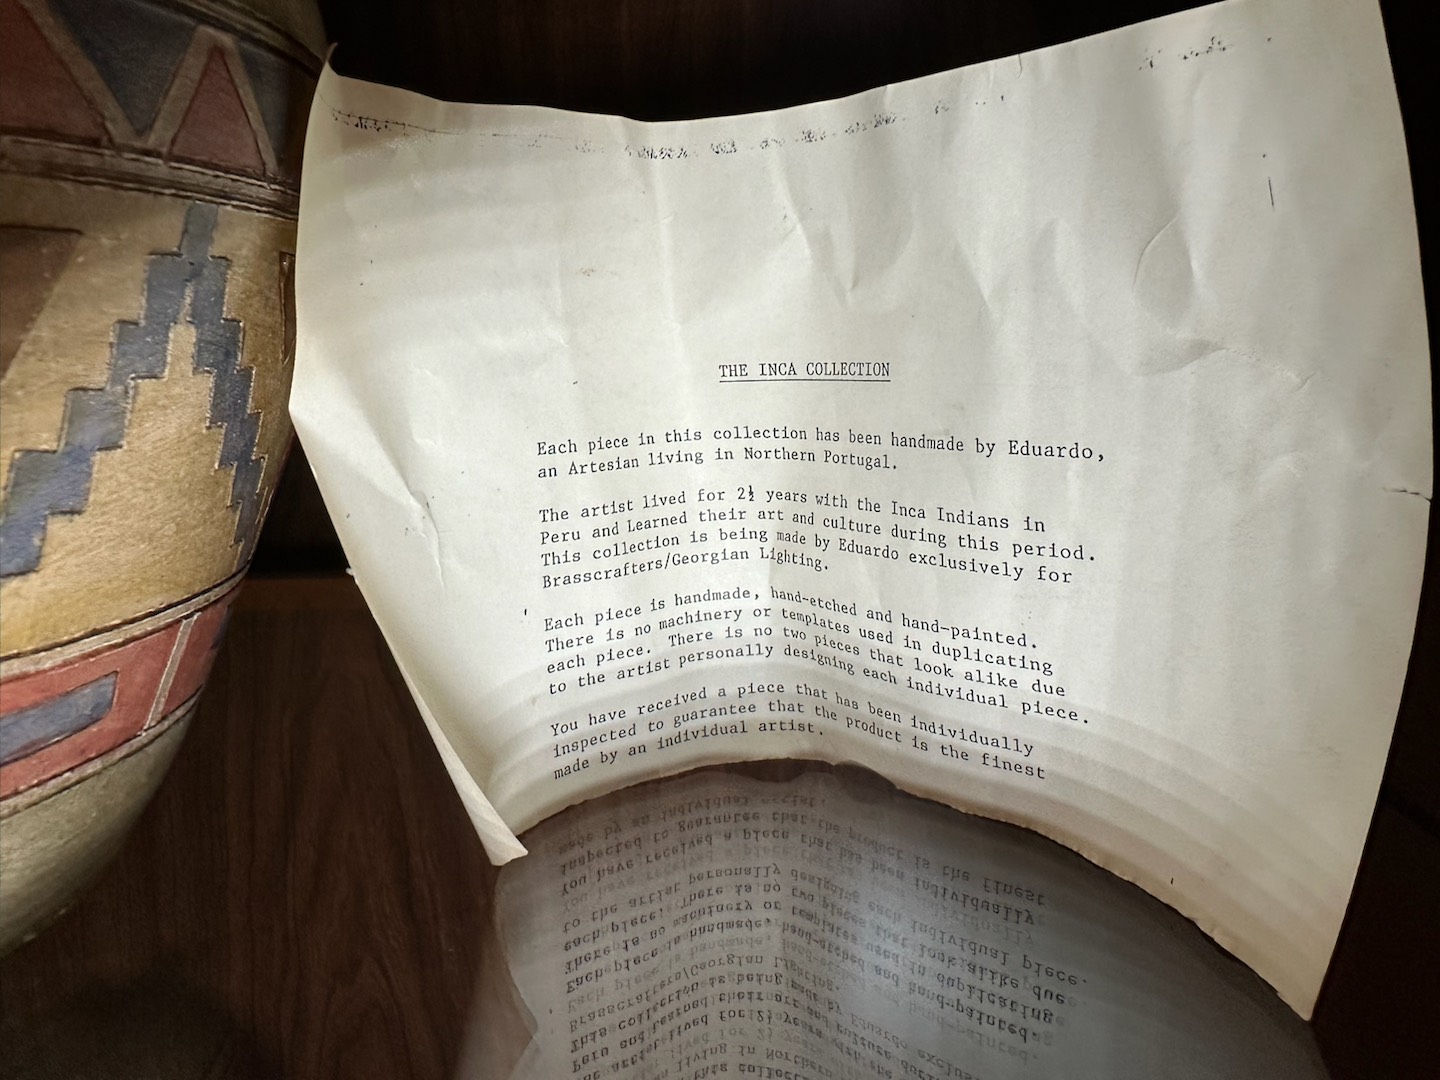 THE INCA COLLECTION
Each piece in this collection has been handmade by Eduardo,
an Artesian living in Northern Portugal.
The artist lived for 2½ years with the Inca Indians in
Peru and Learned their art and culture during this period.
This collection is being made by Eduardo exclusively for
Brasscrafters/Georgian Lighting.
Each piece is handmade, hand-etched and hand-painted.
There is no machinery or templates used in duplicating
each piece. There is no two pieces that look alike due
to the artist personally designing each individual piece.
You have received a piece that has been individually
inspected to guarantee that the product is the finest
made by an individual artist.